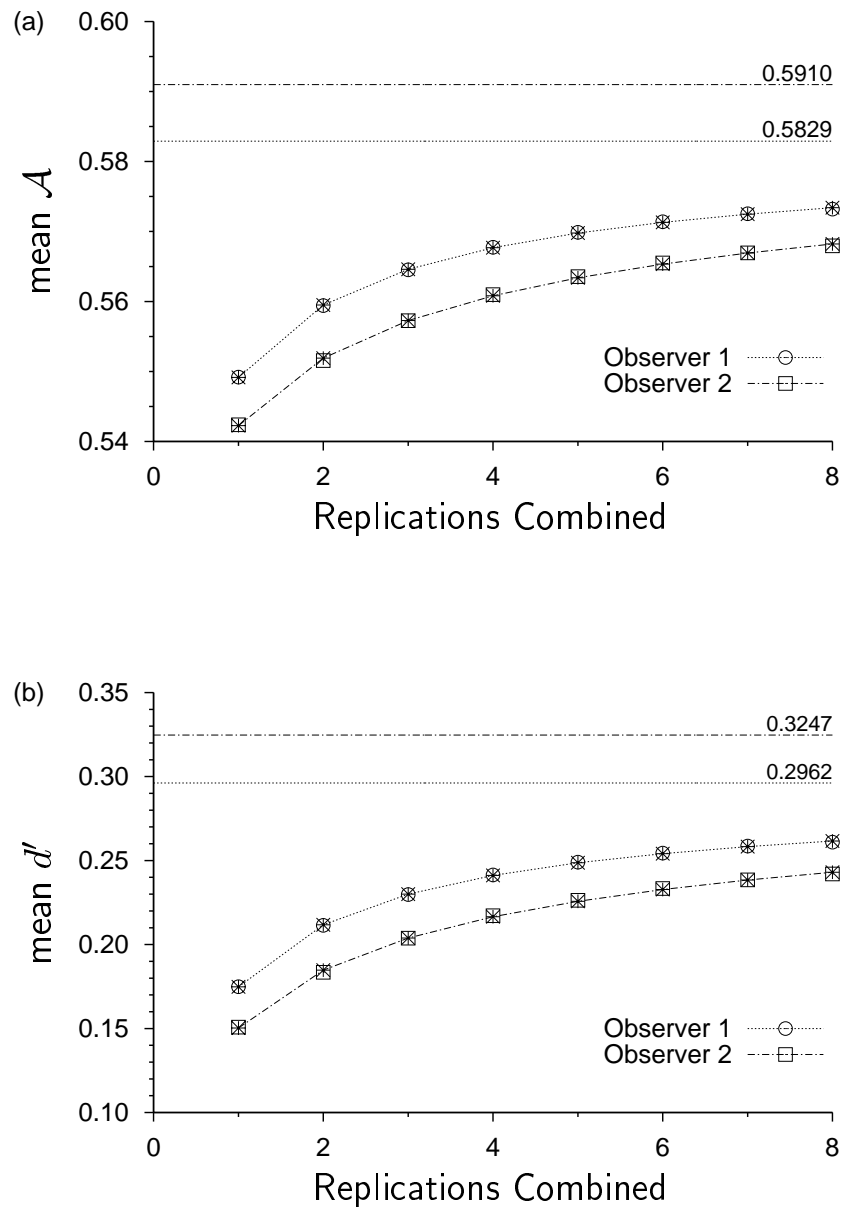 (a)
0.60
0.5910
0.5829
0.58
mean 𝒜
0.56
Observer 1
Observer 2
0.54
0 2 4 6 8
Replications Combined
(b)
0.35
0.3247
0.30
0.2962
0.25
mean d′
0.20
0.15
Observer 1
Observer 2
0.10
0 2 4 6 8
Replications Combined